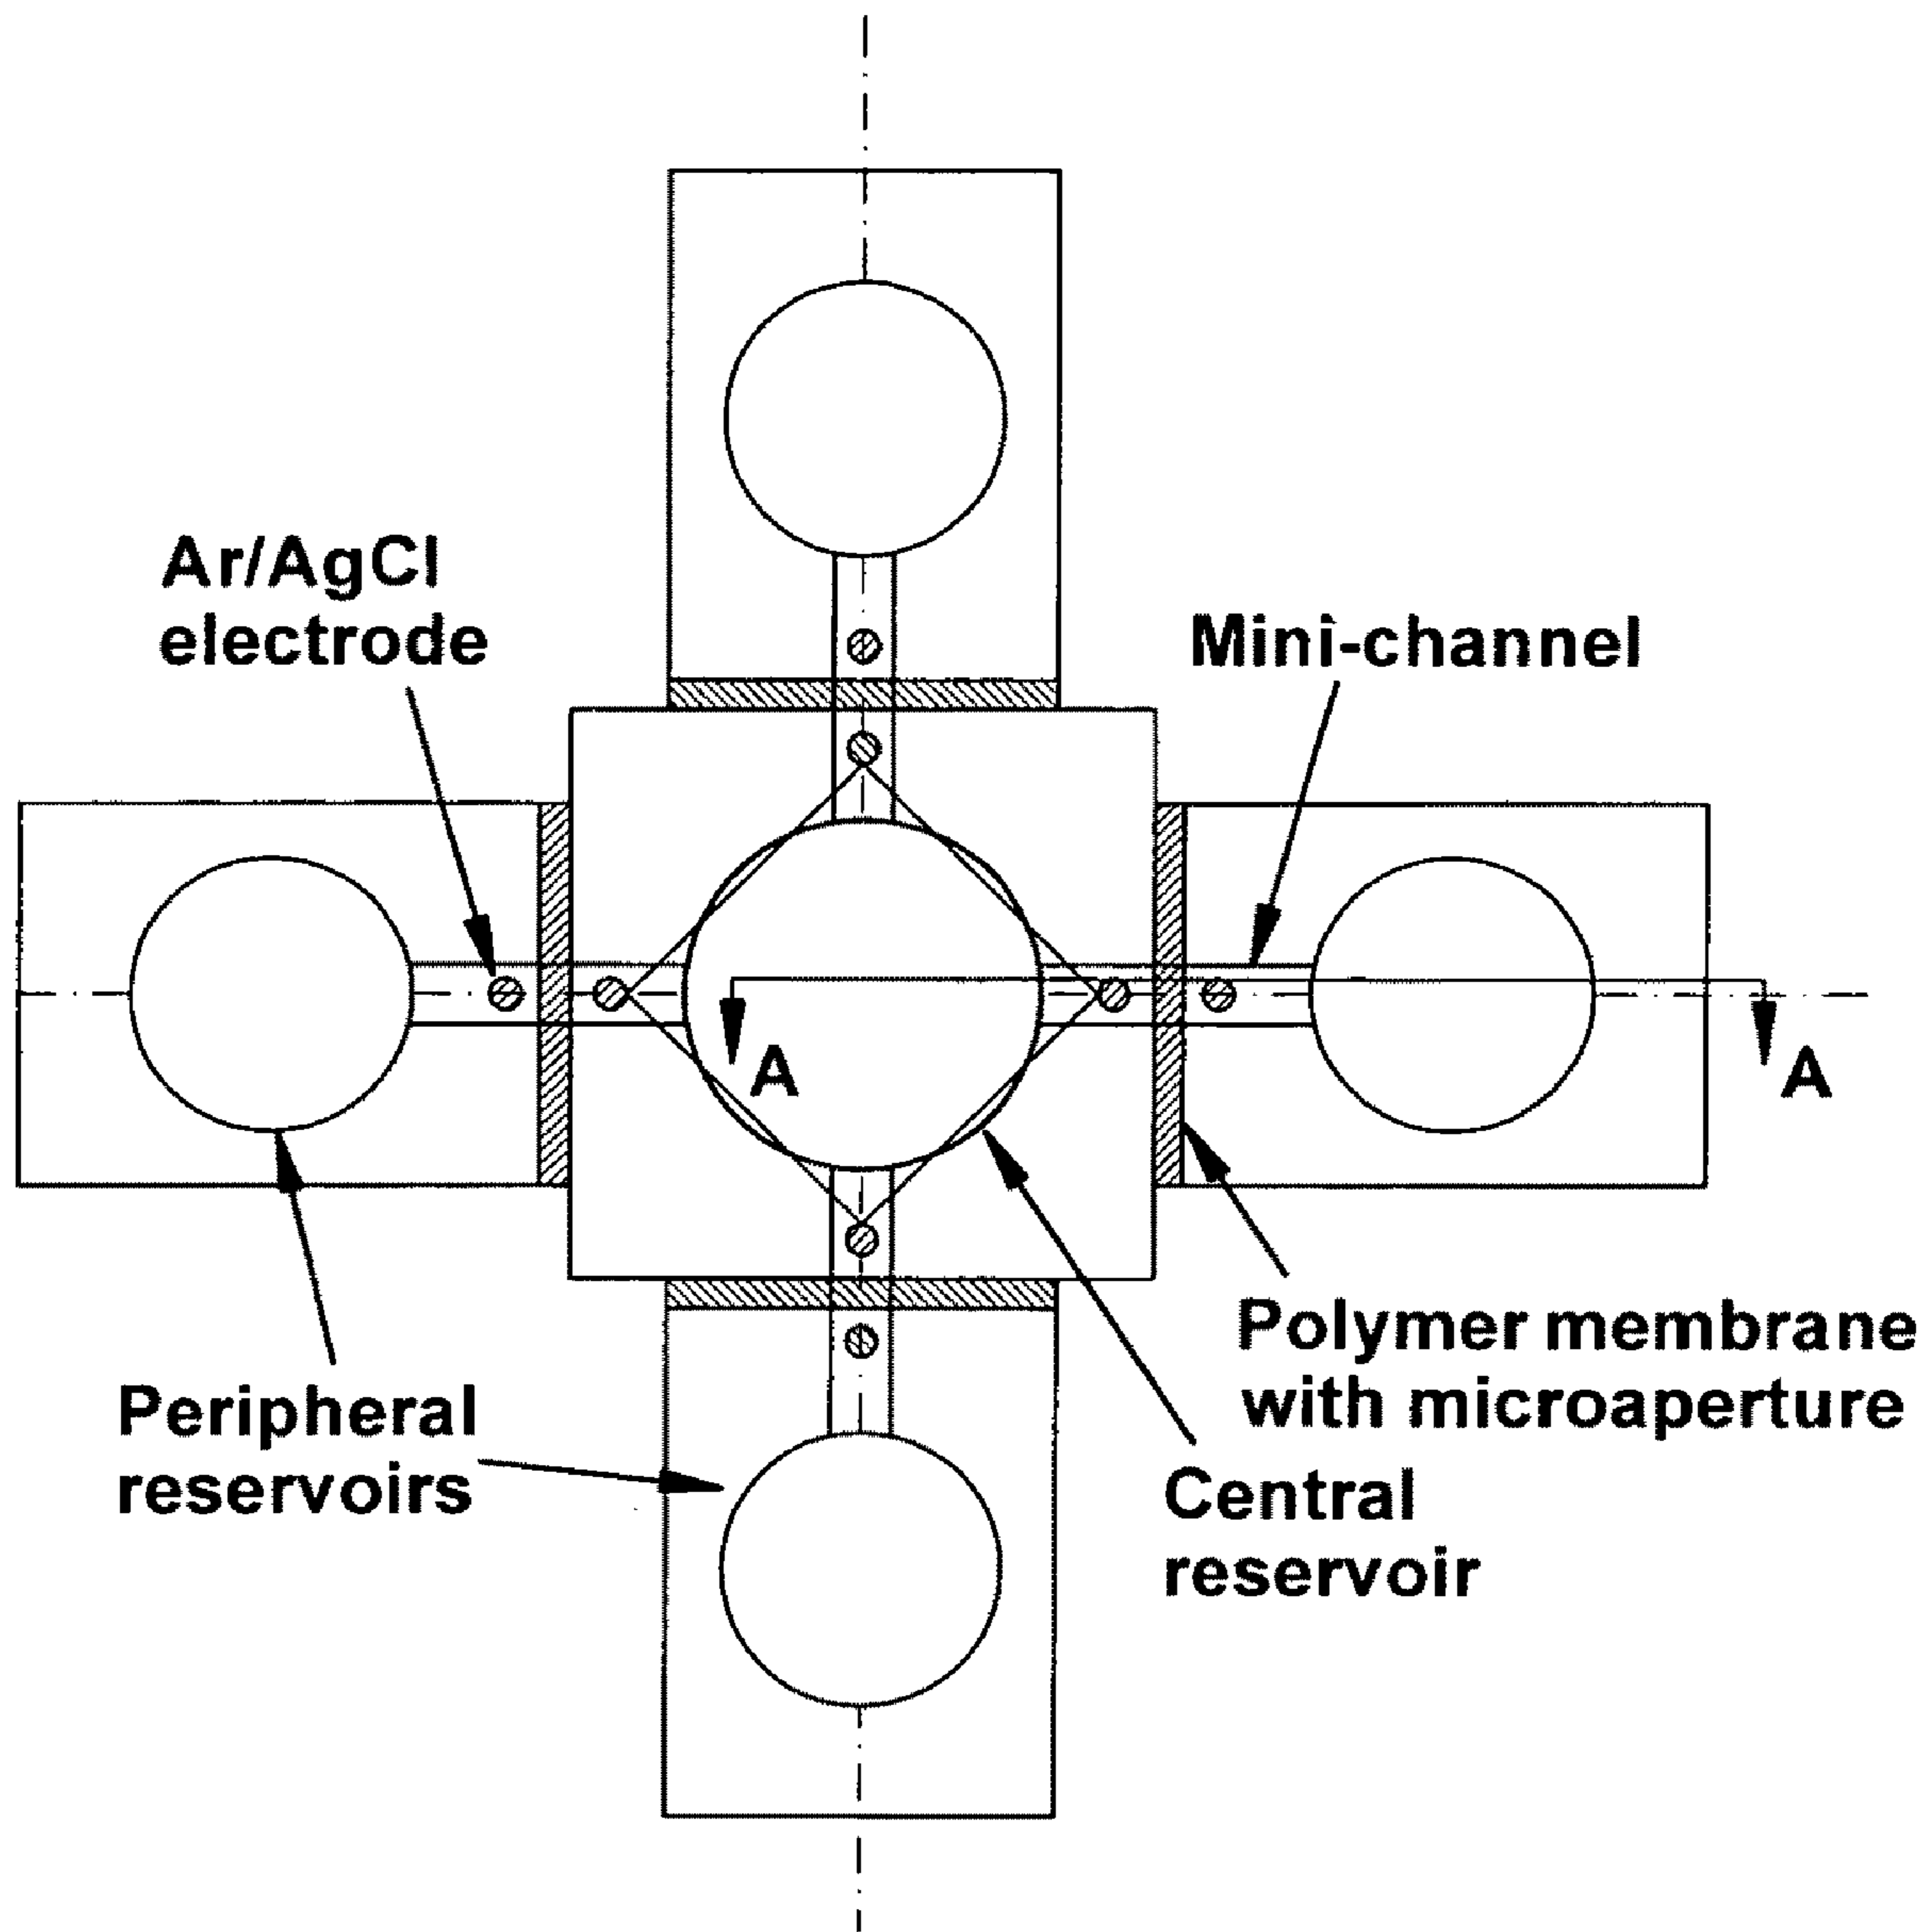 Ar/AgCl
electrode
Mini-channel
A
A
Polymer membrane
with microaperture
Peripheral
reservoirs
Central
reservoir